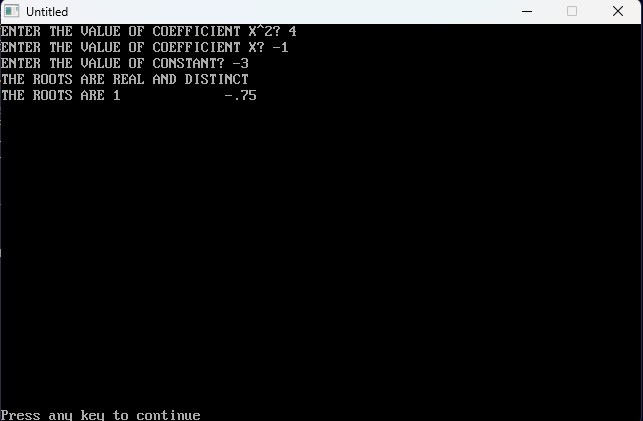 Untitled
ENTER THE VALUE OF COEFFICIENT X^2? 4
ENTER THE VALUE OF COEFFICIENT X? -1
ENTER THE VALUE OF CONSTANT? -3
THE ROOTS ARE REAL AND DISTINCT
THE ROOTS ARE 1             -.75
Press any key to continue